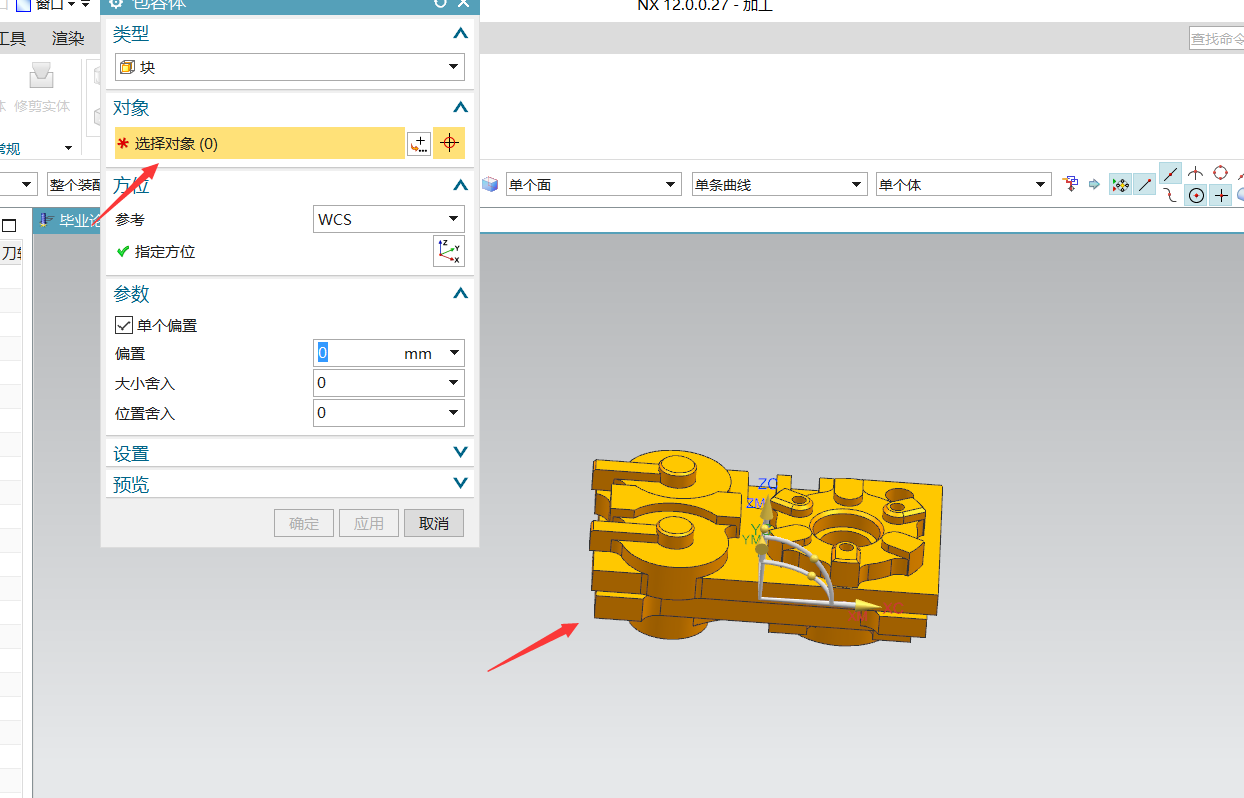 窗口
包容体
NX 12.0.0.27 - 加工
工具
渲染
查找命令
类型
块
修剪实体
对象
* 选择对象 (0)
整个装配
单个面
单条曲线
单个体
方位
毕业论
参考
WCS
指定方位
Z
Y
X
参数
单个偏置
偏置
0
mm
大小舍入
0
位置舍入
0
设置
预览
确定
应用
取消
ZC
ZM
YM